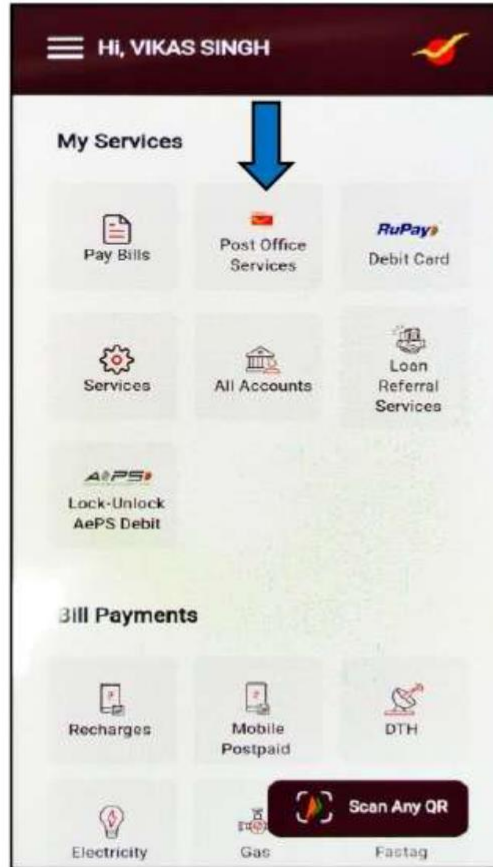 Hi, VIKAS SINGH
My Services
Pay Bills
Post Office
Services
RuPay
Debit Card
Services
All Accounts
Loan
Referral
Services
AePS
Lock-Unlock
AePS Debit
Bill Payments
Recharges
Mobile
Postpaid
DTH
Electricity
Gas
Scan Any QR
Fastag